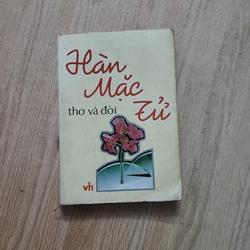 Hàn
Mặc
thơ và đời Tử
vh